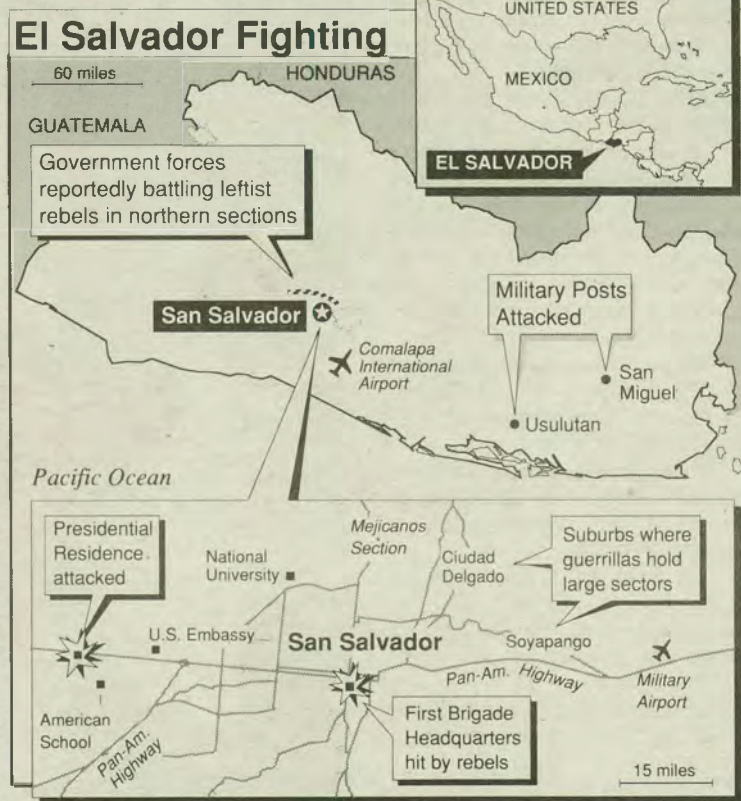 El Salvador Fighting
60 miles
HONDURAS
GUATEMALA
UNITED STATES
MEXICO
EL SALVADOR
Government forces
reportedly battling leftist
rebels in northern sections
San Salvador
Military Posts
Attacked
Comalapa
International
Airport
San
Miguel
Usulutan
Pacific Ocean
Presidential
Residence
attacked
National
University
Mejicanos
Section
Ciudad
Delgado
Suburbs where
guerrillas hold
large sectors
U.S. Embassy
San Salvador
Soyapango
Pan-Am. Highway
Military
Airport
American
School
Pan-Am.
Highway
First Brigade
Headquarters
hit by rebels
15 miles